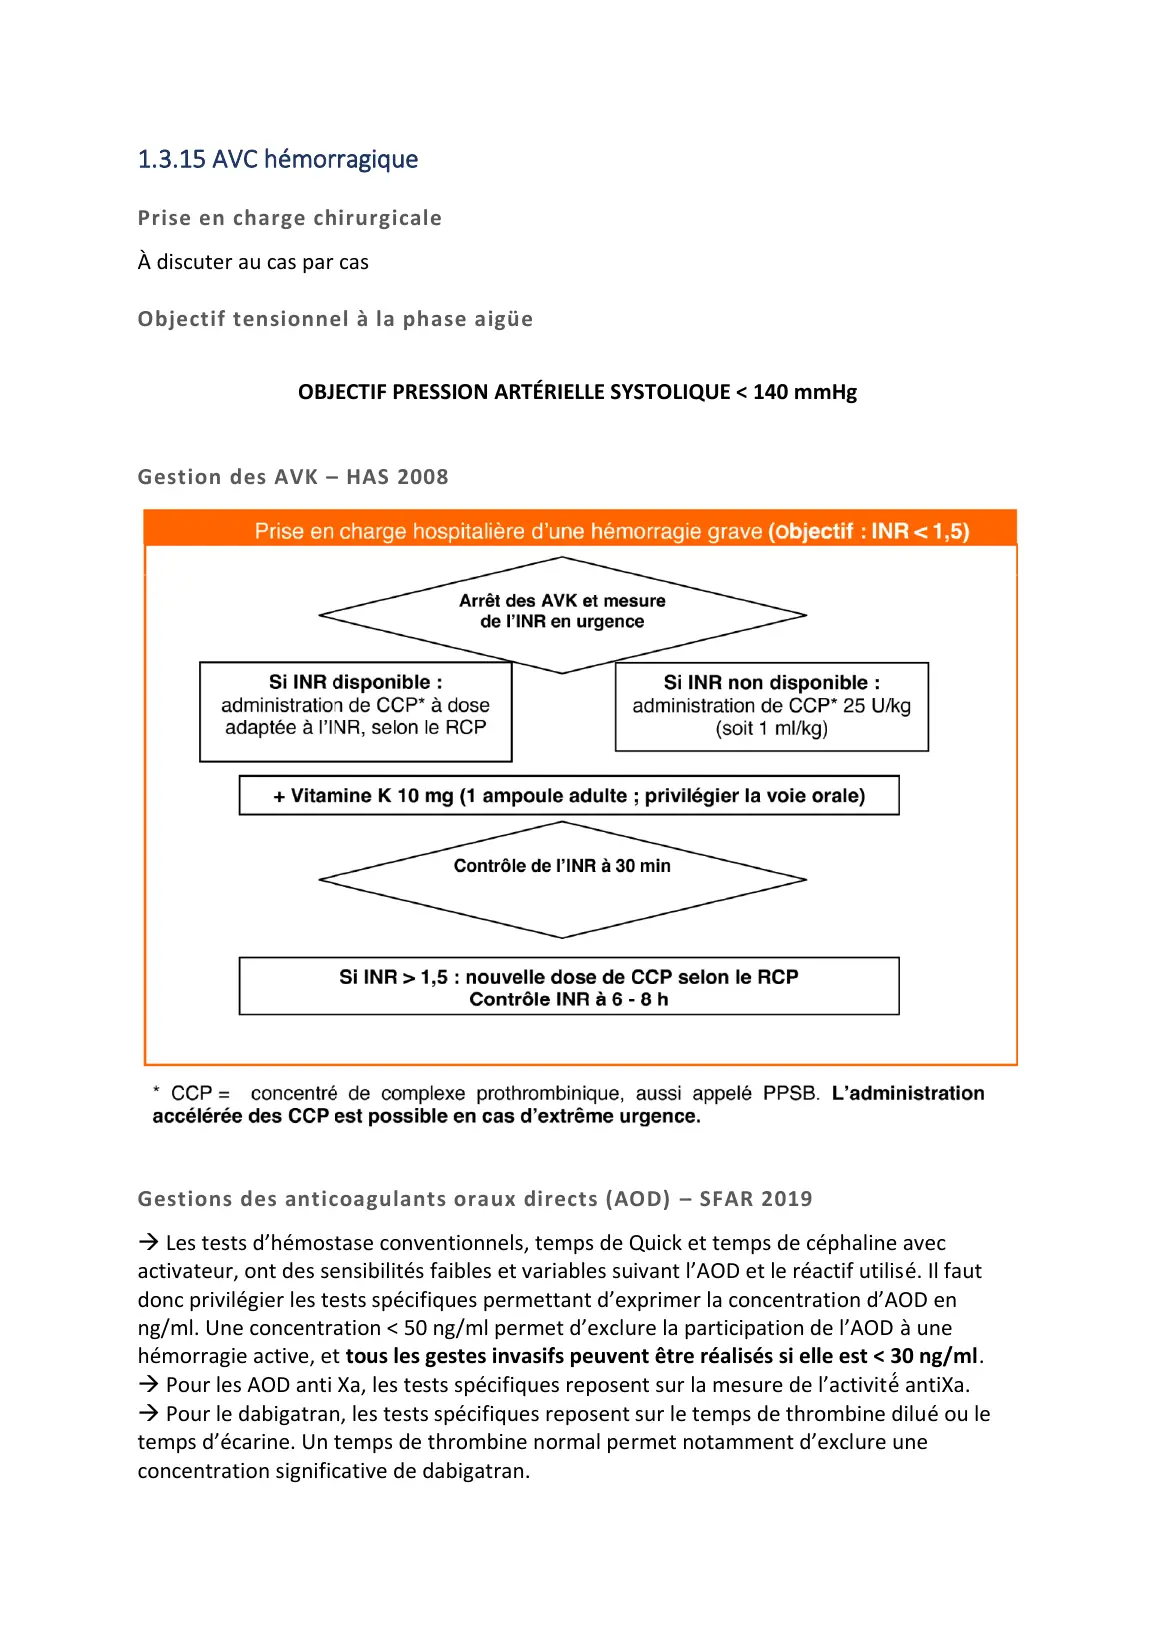 1.3.15 AVC hémorragique
Prise en charge chirurgicale
À discuter au cas par cas
Objectif tensionnel à la phase aigüe
OBJECTIF PRESSION ARTÉRIELLE SYSTOLIQUE < 140 mmHg
Gestion des AVK – HAS 2008
Prise en charge hospitalière d’une hémorragie grave (Objectif : INR < 1,5)
Arrêt des AVK et mesure
de l’INR en urgence
Si INR disponible :
administration de CCP* à dose
adaptée à l’INR, selon le RCP
Si INR non disponible :
administration de CCP* 25 U/kg
(soit 1 ml/kg)
+ Vitamine K 10 mg (1 ampoule adulte ; privilégier la voie orale)
Contrôle de l’INR à 30 min
Si INR > 1,5 : nouvelle dose de CCP selon le RCP
Contrôle INR à 6 - 8 h
* CCP = concentré de complexe prothrombinique, aussi appelé PPSB. L’administration
accélérée des CCP est possible en cas d’extrême urgence.
Gestions des anticoagulants oraux directs (AOD) – SFAR 2019
→ Les tests d’hémostase conventionnels, temps de Quick et temps de céphaline avec
activateur, ont des sensibilités faibles et variables suivant l’AOD et le réactif utilisé. Il faut
donc privilégier les tests spécifiques permettant d’exprimer la concentration d’AOD en
ng/ml. Une concentration < 50 ng/ml permet d’exclure la participation de l’AOD à une
hémorragie active, et tous les gestes invasifs peuvent être réalisés si elle est < 30 ng/ml.
→ Pour les AOD anti Xa, les tests spécifiques reposent sur la mesure de l’activité́ antiXa.
→ Pour le dabigatran, les tests spécifiques reposent sur le temps de thrombine dilué ou le
temps d’écarine. Un temps de thrombine normal permet notamment d’exclure une
concentration significative de dabigatran.